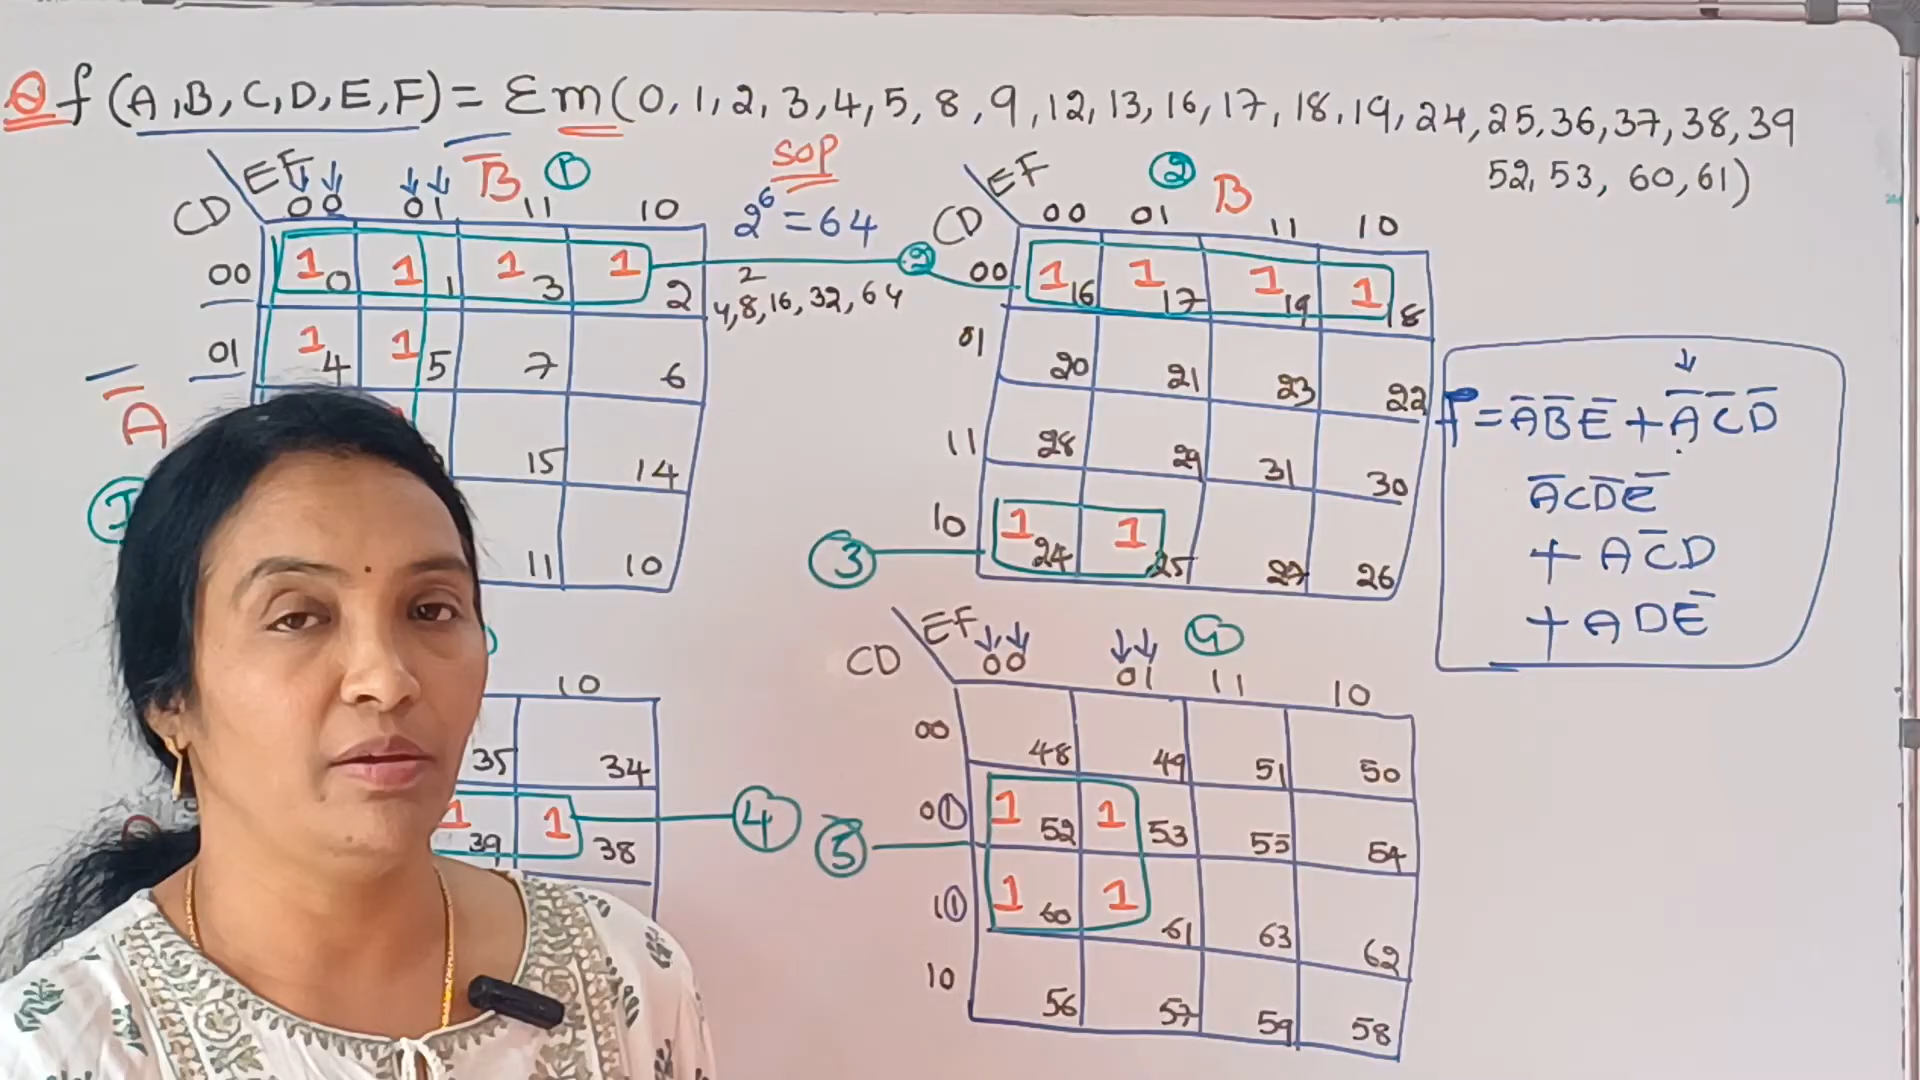 Q f (A,B,C,D,E,F) = Σm(0,1,2,3,4,5,8,9,12,13,16,17,18,19,24,25,36,37,38,39
52,53, 60,61)
SOP
2⁶ = 64
2
4,8,16,32,64
B̅ ①
EF
CD
00 01 11 10
00 1 0 1 1 1 3 1 2
01 1 4 1 5 7 6
15 14
11 10
A̅
② B
EF
CD
00 01 11 10
② 00 1 16 1 17 1 19 1 18
01 20 21 23 22
11 28 29 31 30
③ 10 1 24 1 25 27 26
f = A̅B̅E̅ + A̅C̅D̅
A̅CD̅E̅
+ AC̅D
+ ADE̅
10
35 34
1 39 1 38 ④
④
EF
CD
00 01 11 10
00 48 49 51 50
⑤ 01 1 52 1 53 55 54
11 1 60 1 61 63 62
10 56 57 59 58